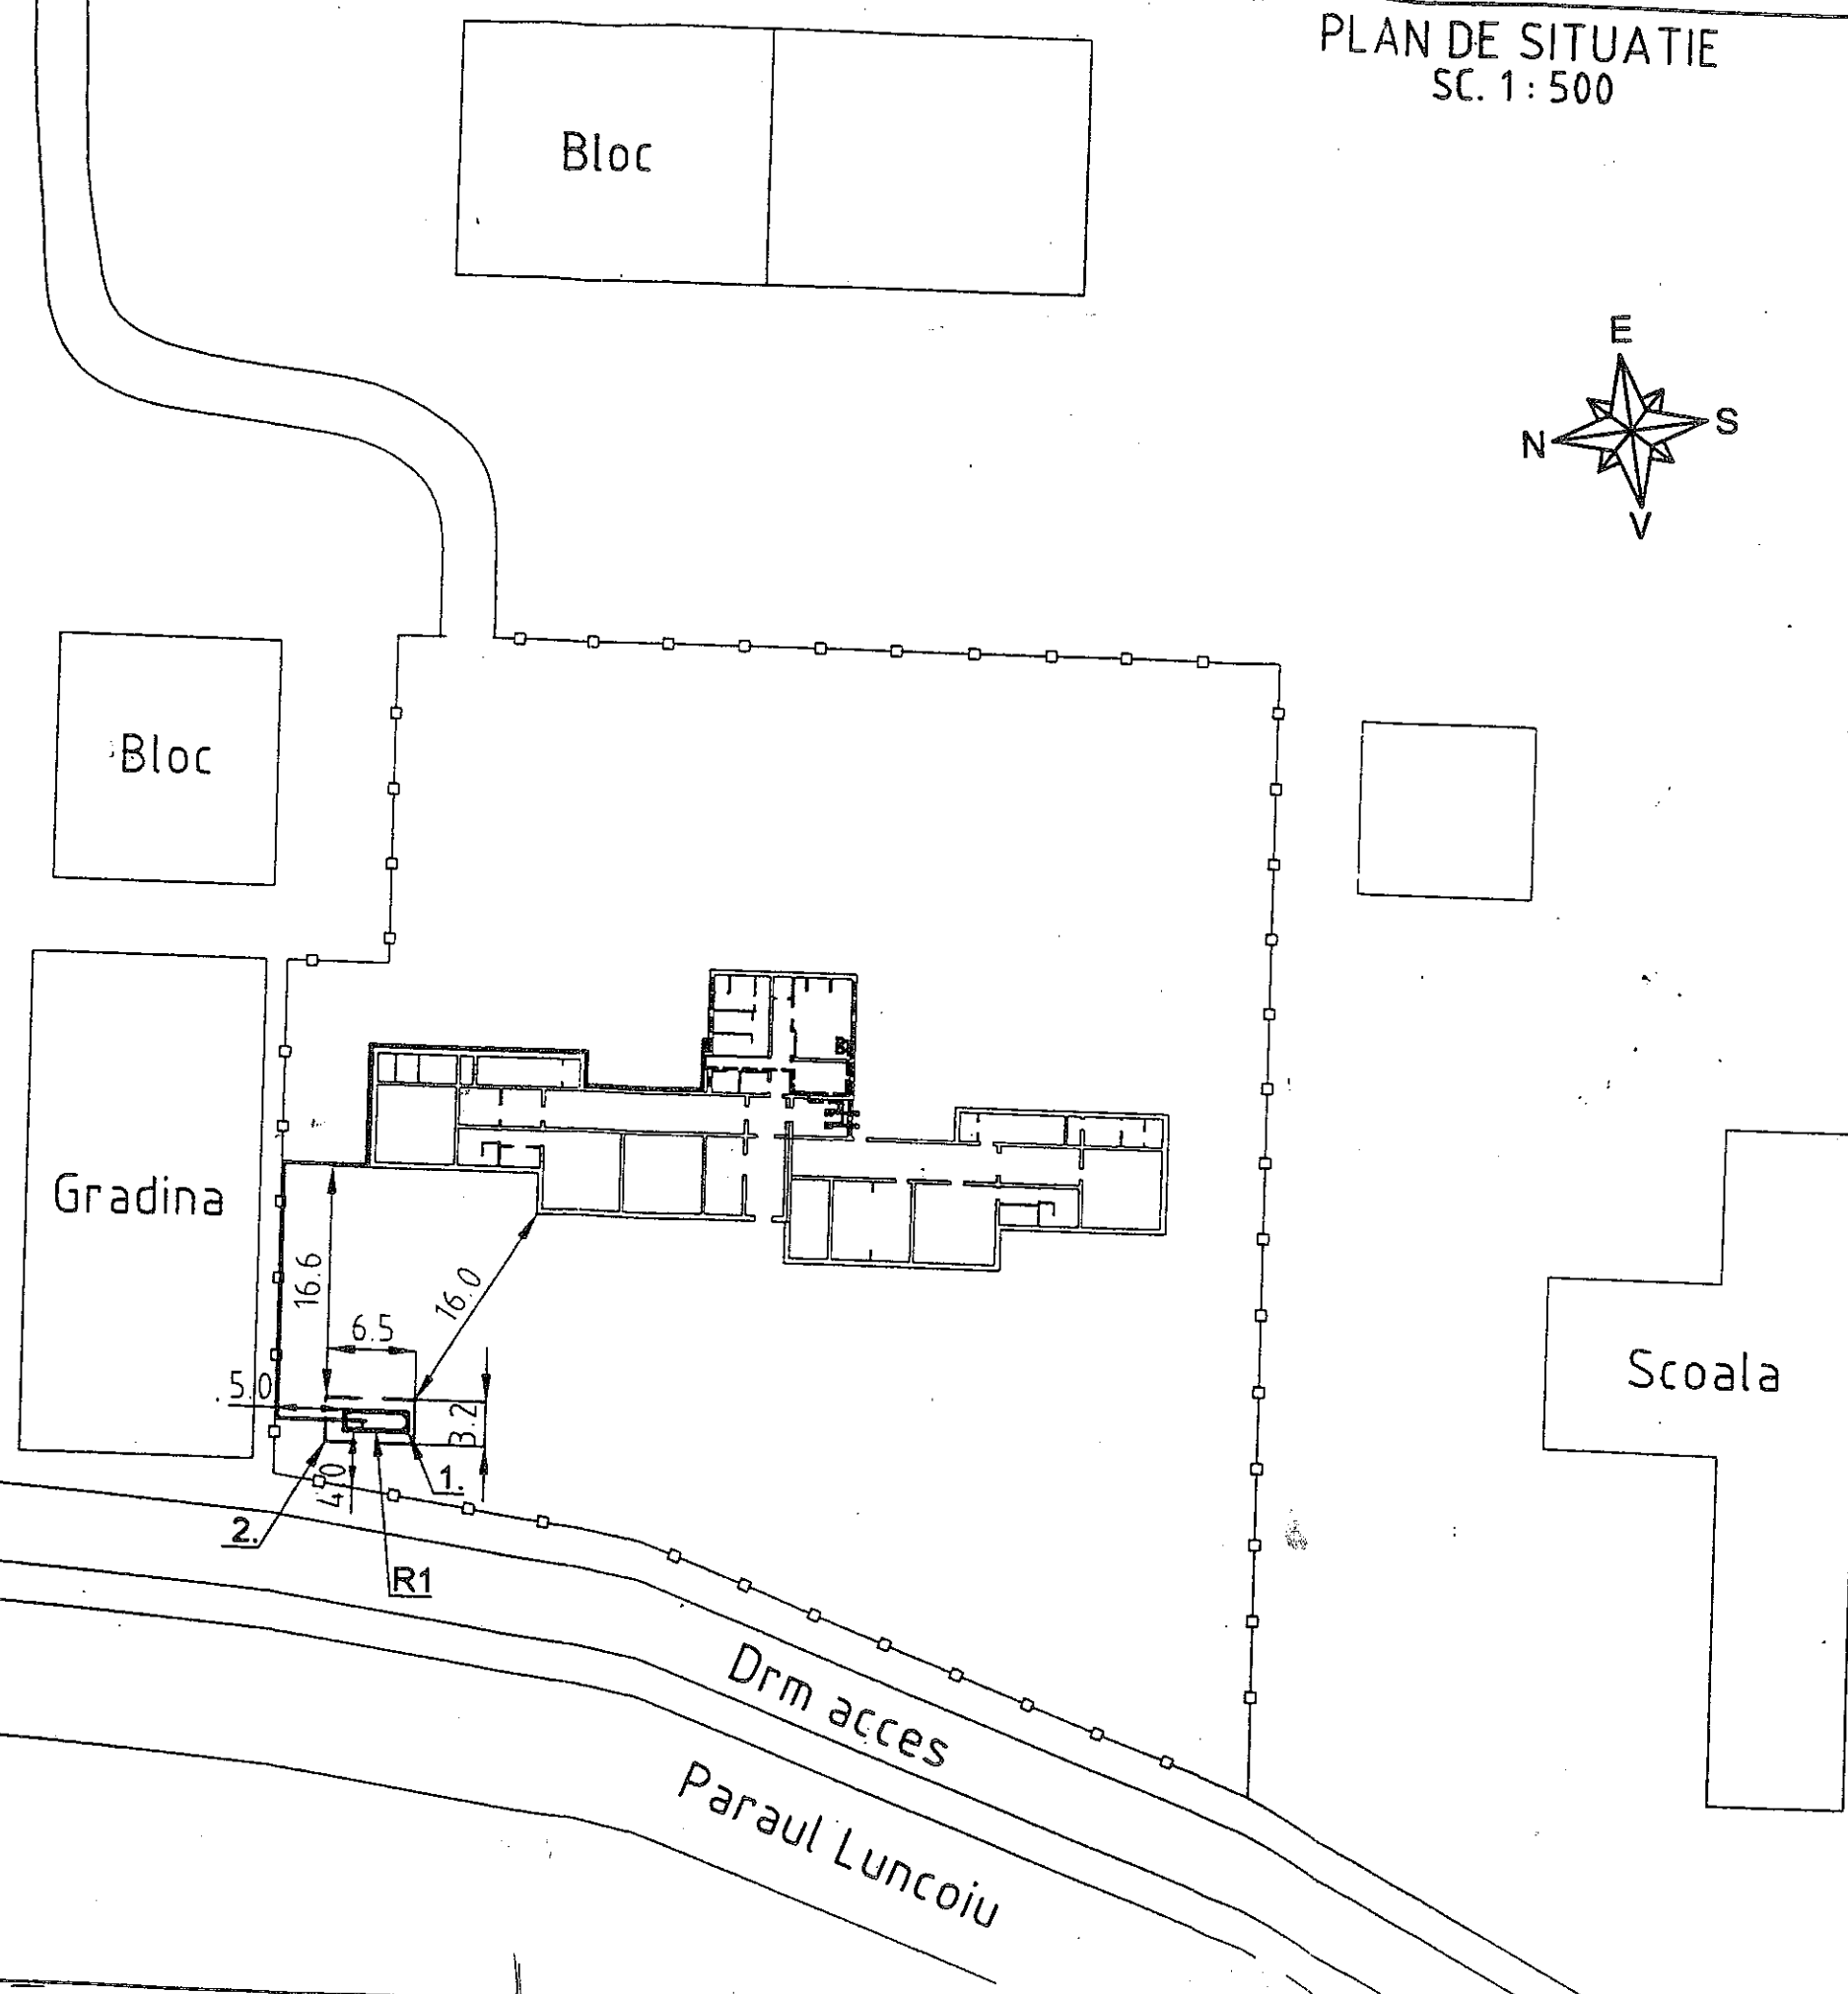 PLAN DE SITUATIE
SC. 1 : 500
Bloc
E
N
S
V
Bloc
Gradina
16.6
16.0
6.5
5.0
3.2
4.0
1.
2.
R1
Scoala
Drm acces
Paraul Luncoiu